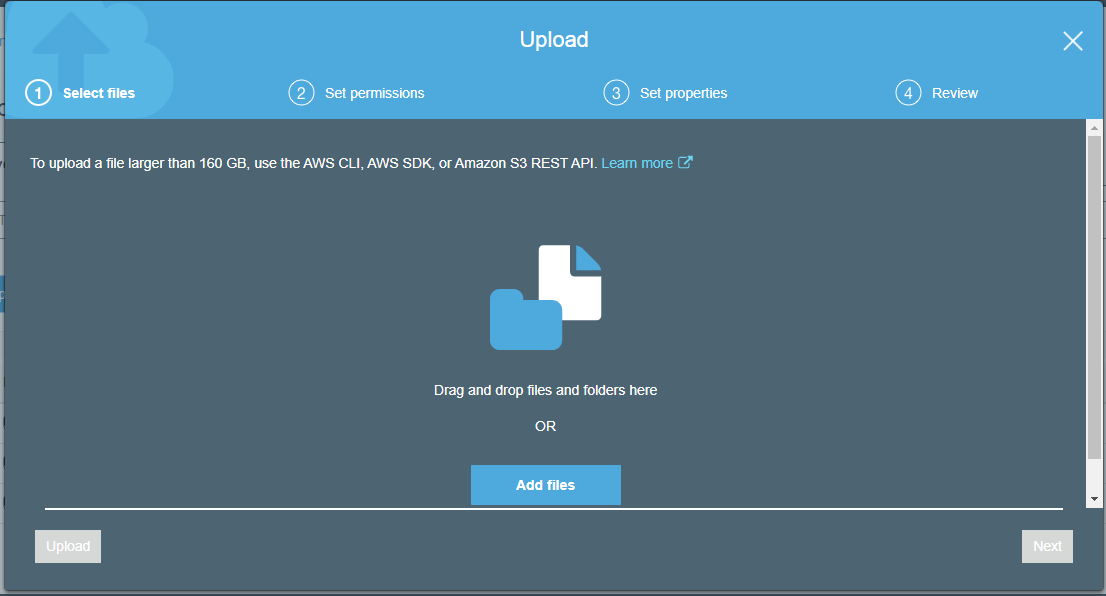 Upload
1 Select files
2 Set permissions
3 Set properties
4 Review
To upload a file larger than 160 GB, use the AWS CLI, AWS SDK, or Amazon S3 REST API. Learn more
Drag and drop files and folders here
OR
Add files
Upload
Next